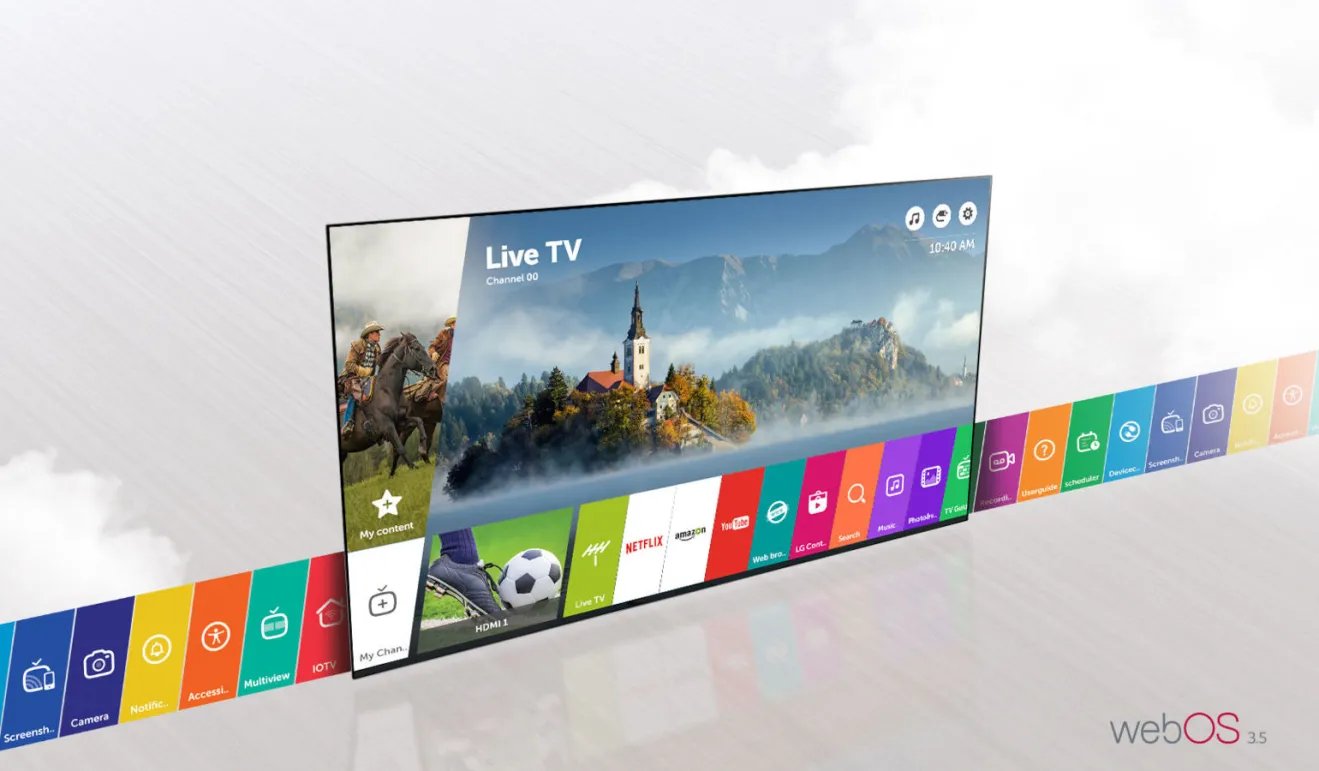 Live TV
Channel 00
10:40 AM
My content
My Chan..
HDMI 1
Live TV
NETFLIX
amazon
YouTube
Web bro..
LG Cont..
Search
Music
TV Guid
Recordi..
Userguide
scheduler
Devicec..
Screensh..
Camera
Screensh..
Camera
Notific..
Accessi..
Multiview
IOTV
webOS 3.5